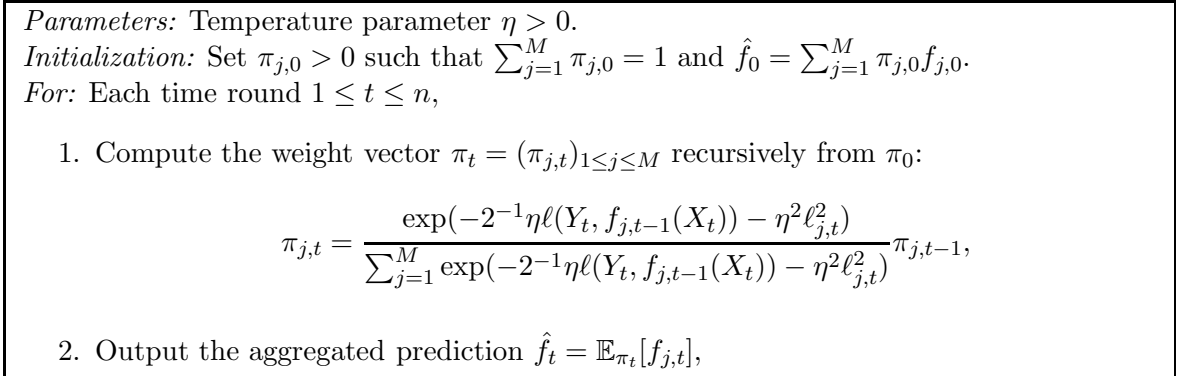 Parameters: Temperature parameter η > 0.
Initialization: Set π_{j,0} > 0 such that ∑_{j=1}^{M} π_{j,0} = 1 and f̂_0 = ∑_{j=1}^{M} π_{j,0} f_{j,0}.
For: Each time round 1 ≤ t ≤ n,
1. Compute the weight vector π_t = (π_{j,t})_{1≤j≤M} recursively from π_0:
π_{j,t} = \frac{exp(−2^{−1}ηℓ(Y_t, f_{j,t−1}(X_t)) − η^2ℓ_{j,t}^2)}{∑_{j=1}^{M} exp(−2^{−1}ηℓ(Y_t, f_{j,t−1}(X_t)) − η^2ℓ_{j,t}^2)} π_{j,t−1},
2. Output the aggregated prediction f̂_t = 𝔼_{π_t}[f_{j,t}],